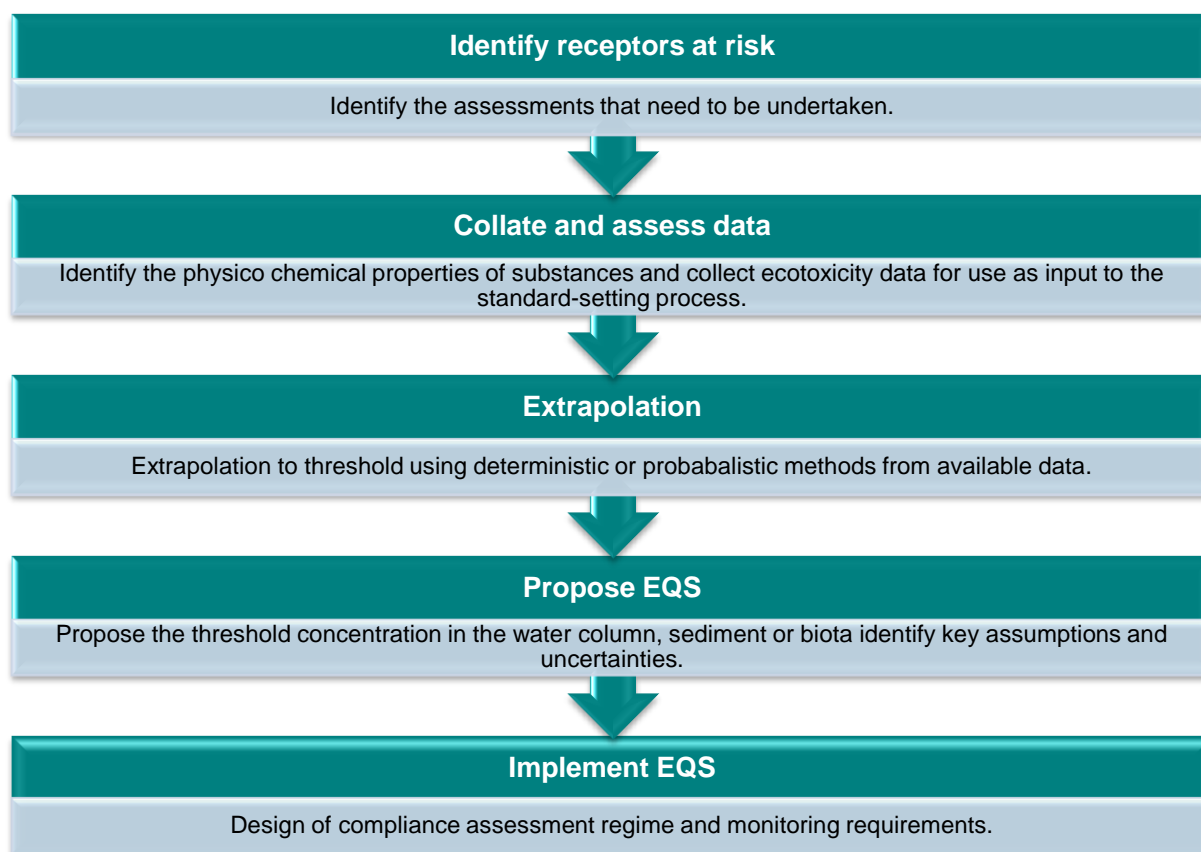 Identify receptors at risk
Identify the assessments that need to be undertaken.
Collate and assess data
Identify the physico chemical properties of substances and collect ecotoxicity data for use as input to the
standard-setting process.
Extrapolation
Extrapolation to threshold using deterministic or probabalistic methods from available data.
Propose EQS
Propose the threshold concentration in the water column, sediment or biota identify key assumptions and
uncertainties.
Implement EQS
Design of compliance assessment regime and monitoring requirements.